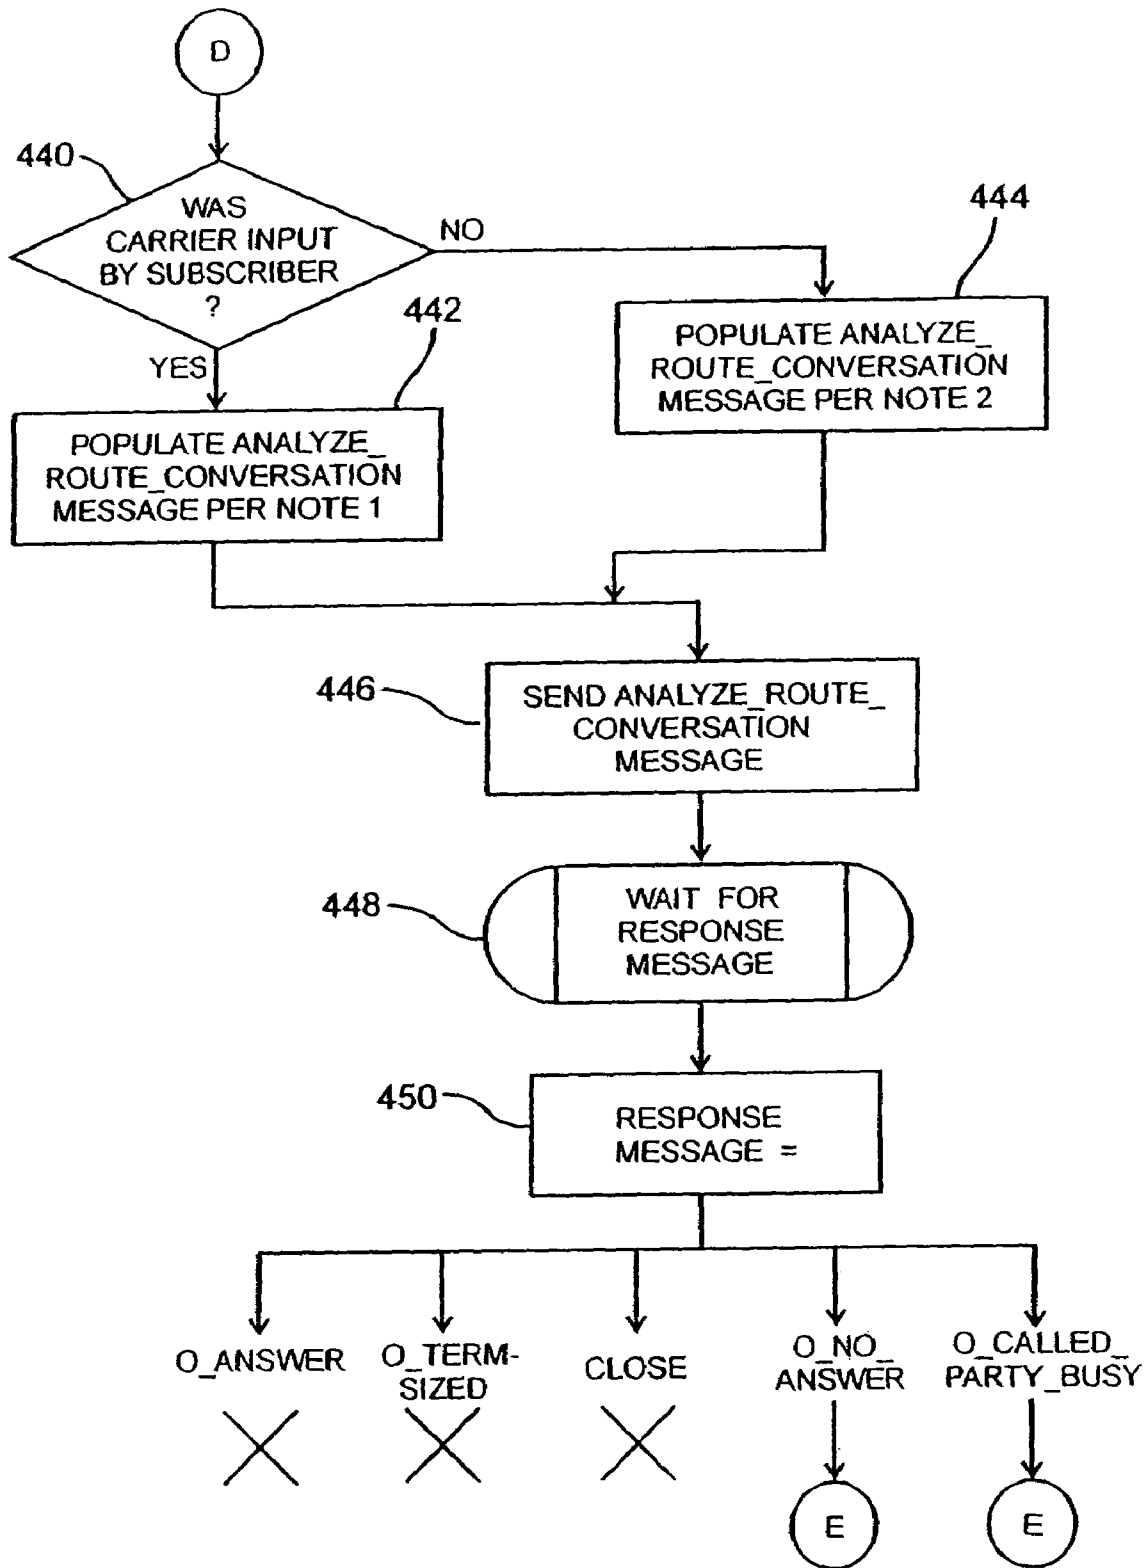 D
440
WAS
CARRIER INPUT
BY SUBSCRIBER
?
NO
YES
444
POPULATE ANALYZE_
ROUTE_CONVERSATION
MESSAGE PER NOTE 2
442
POPULATE ANALYZE_
ROUTE_CONVERSATION
MESSAGE PER NOTE 1
446
SEND ANALYZE_ROUTE_
CONVERSATION
MESSAGE
448
WAIT FOR
RESPONSE
MESSAGE
450
RESPONSE
MESSAGE =
O_ANSWER
O_TERM-
SIZED
CLOSE
O_NO_
ANSWER
O_CALLED_
PARTY_BUSY
E
E